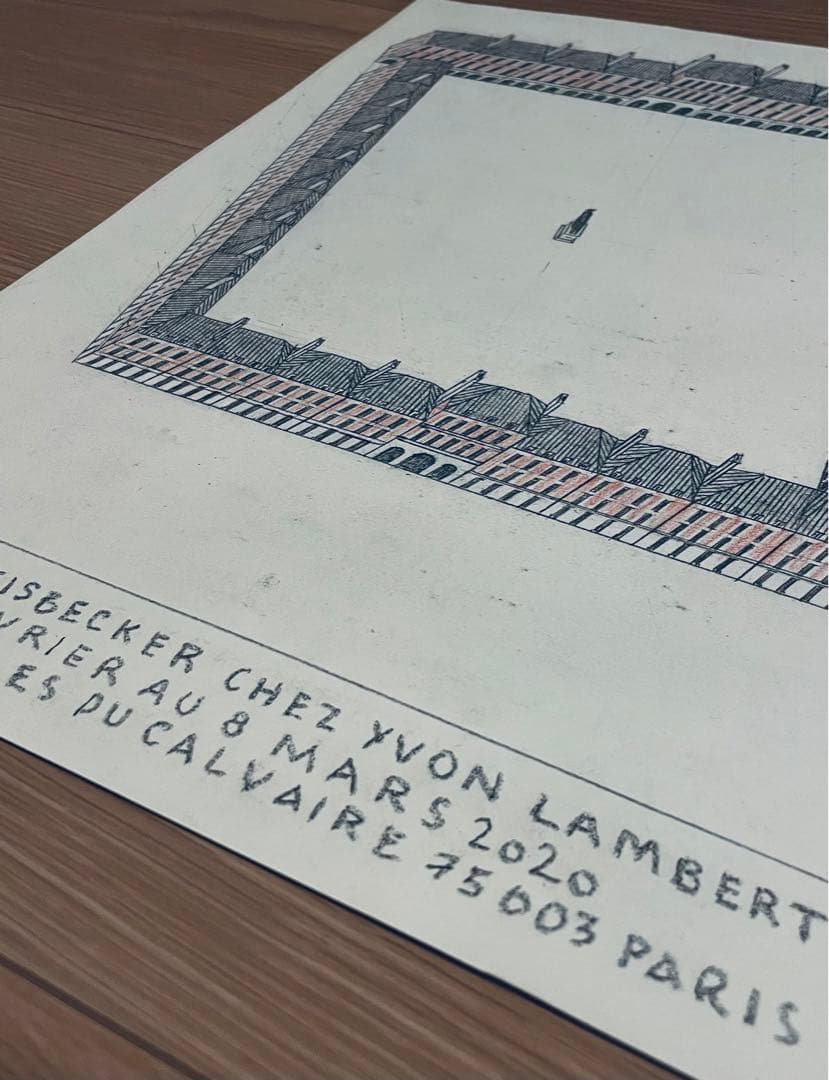 ISBECKER CHEZ YVON LAMBERT
VRIER AU 8 MARS 2020
ES DU CALVAIRE 75003 PARIS